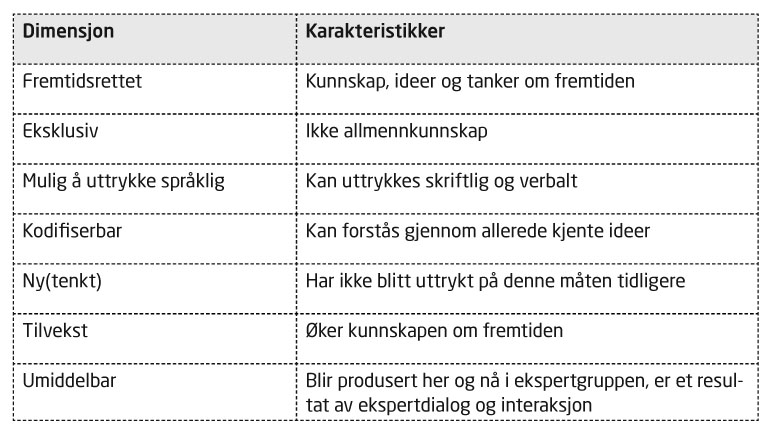 Dimensjon Karakteristikker
Fremtidsrettet Kunnskap, ideer og tanker om fremtiden
Eksklusiv Ikke allmennkunnskap
Mulig å uttrykke språklig Kan uttrykkes skriftlig og verbalt
Kodifiserbar Kan forstås gjennom allerede kjente ideer
Ny(tenkt) Har ikke blitt uttrykt på denne måten tidligere
Tilvekst Øker kunnskapen om fremtiden
Umiddelbar Blir produsert her og nå i ekspertgruppen, er et resul-
tat av ekspertdialog og interaksjon